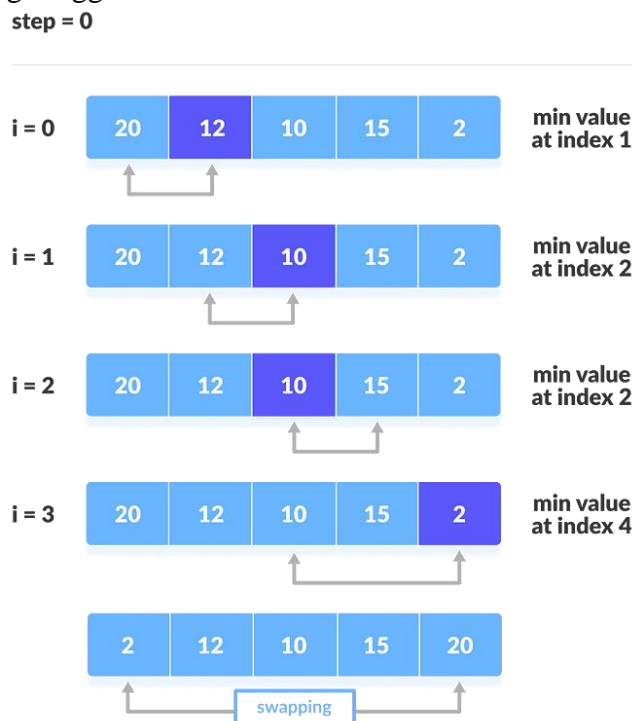 step = 0
i = 0 20 12 10 15 2 min value
at index 1
i = 1 20 12 10 15 2 min value
at index 2
i = 2 20 12 10 15 2 min value
at index 2
i = 3 20 12 10 15 2 min value
at index 4
2 12 10 15 20
swapping